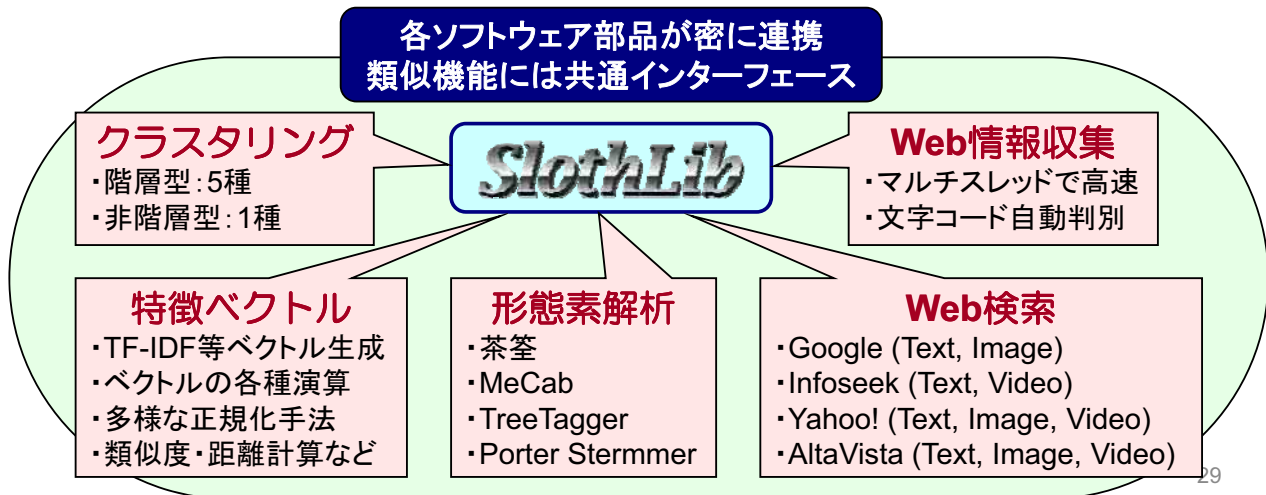 各ソフトウェア部品が密に連携
類似機能には共通インターフェース
クラスタリング
・階層型:5種
・非階層型:1種
SlothLib
Web情報収集
・マルチスレッドで高速
・文字コード自動判別
特徴ベクトル
・TF-IDF等ベクトル生成
・ベクトルの各種演算
・多様な正規化手法
・類似度・距離計算など
形態素解析
・茶筌
・MeCab
・TreeTagger
・Porter Stermmer
Web検索
・Google (Text, Image)
・Infoseek (Text, Video)
・Yahoo! (Text, Image, Video)
・AltaVista (Text, Image, Video)
29